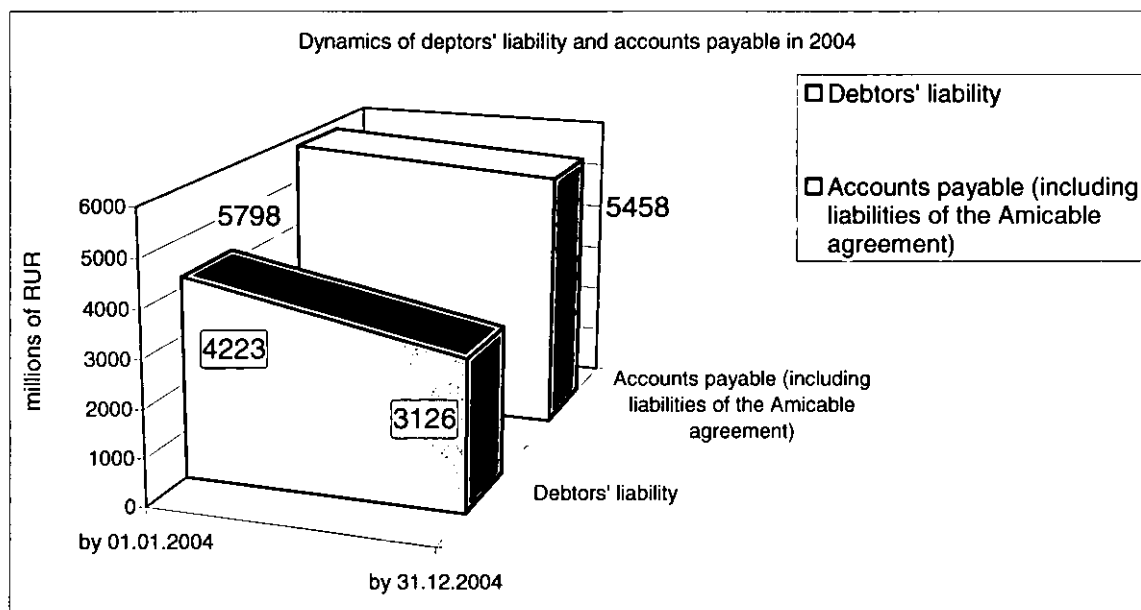 Dynamics of deptors' liability and accounts payable in 2004
Debtors' liability
Accounts payable (including
liabilities of the Amicable
agreement)
millions of RUR
6000
5000
4000
3000
2000
1000
0
5798
5458
4223
3126
Accounts payable (including
liabilities of the Amicable
agreement)
Debtors' liability
by 01.01.2004
by 31.12.2004